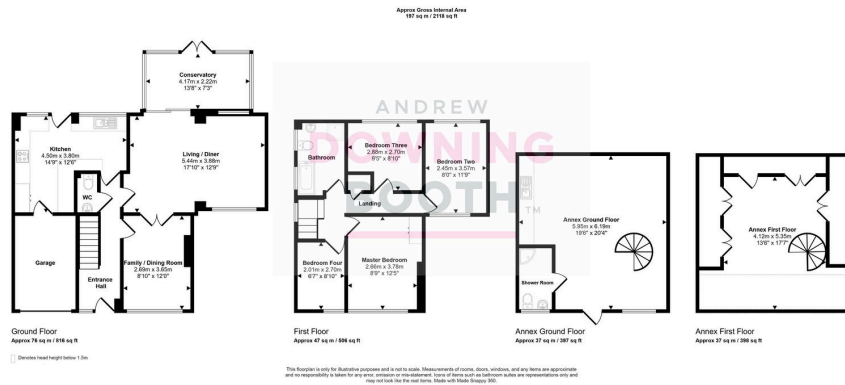 Approx Gross Internal Area
197 sq m / 2118 sq ft
Conservatory
4.17m x 2.22m
13'8" x 7'3"
Kitchen
4.50m x 3.80m
14'9" x 12'6"
Living / Diner
5.44m x 3.88m
17'10" x 12'9"
WC
Garage
Family / Dining Room
2.69m x 3.65m
8'10" x 12'0"
Entrance
Hall
Ground Floor
Approx 76 sq m / 816 sq ft
Denotes head height below 1.5m
ANDREW
DOWNING
BOOTH
TM
Bathroom
Bedroom Three
2.88m x 2.70m
9'5" x 8'10"
Bedroom Two
2.45m x 3.57m
8'0" x 11'9"
Landing
Bedroom Four
2.01m x 2.70m
6'7" x 8'10"
Master Bedroom
2.66m x 3.78m
8'9" x 12'5"
First Floor
Approx 47 sq m / 506 sq ft
Annex Ground Floor
5.95m x 6.19m
19'6" x 20'4"
Shower Room
Annex Ground Floor
Approx 37 sq m / 397 sq ft
Annex First Floor
4.12m x 5.35m
13'6" x 17'7"
Annex First Floor
Approx 37 sq m / 398 sq ft
This floorplan is only for illustrative purposes and is not to scale. Measurements of rooms, doors, windows, and any items are approximate
and no responsibility is taken for any error, omission or mis-statement. Icons of items such as bathroom suites are representations only and
may not look like the real items. Made with Made Snappy 360.